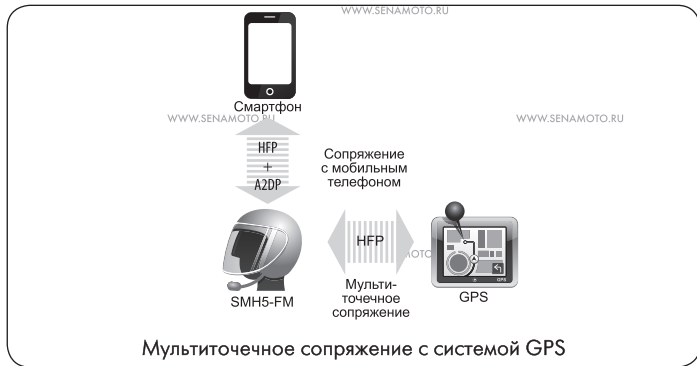 WWW.SENAMOTO.RU
Смартфон
WWW.SENAMOTO.RU
WWW.SENAMOTO.RU
HFP
+
A2DP
Сопряжение
с мобильным
телефоном
HFP
SMH5-FM
Мульти-
точечное
сопряжение
GPS
GPS
Мультиточечное сопряжение с системой GPS